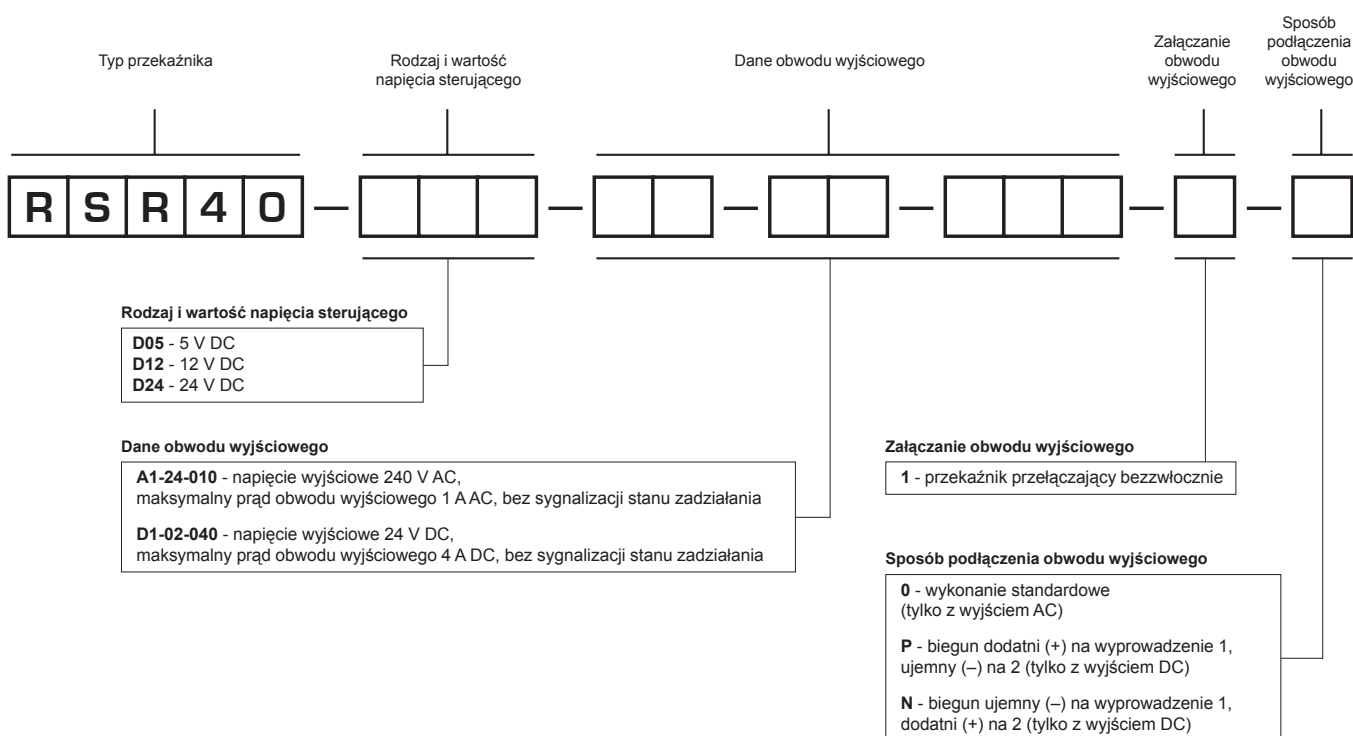 Typ przekaźnika
Rodzaj i wartość
napięcia sterującego
Dane obwodu wyjściowego
Załączanie
obwodu
wyjściowego
Sposób
podłączenia
obwodu
wyjściowego
RSR40 – – – – – –
Rodzaj i wartość napięcia sterującego
D05 - 5 V DC
D12 - 12 V DC
D24 - 24 V DC
Dane obwodu wyjściowego
A1-24-010 - napięcie wyjściowe 240 V AC,
maksymalny prąd obwodu wyjściowego 1 A AC, bez sygnalizacji stanu zadziałania
D1-02-040 - napięcie wyjściowe 24 V DC,
maksymalny prąd obwodu wyjściowego 4 A DC, bez sygnalizacji stanu zadziałania
Załączanie obwodu wyjściowego
1 - przekaźnik przełączający bezzwłocznie
Sposób podłączenia obwodu wyjściowego
0 - wykonanie standardowe
(tylko z wyjściem AC)
P - biegun dodatni (+) na wyprowadzenie 1,
ujemny (–) na 2 (tylko z wyjściem DC)
N - biegun ujemny (–) na wyprowadzenie 1,
dodatni (+) na 2 (tylko z wyjściem DC)